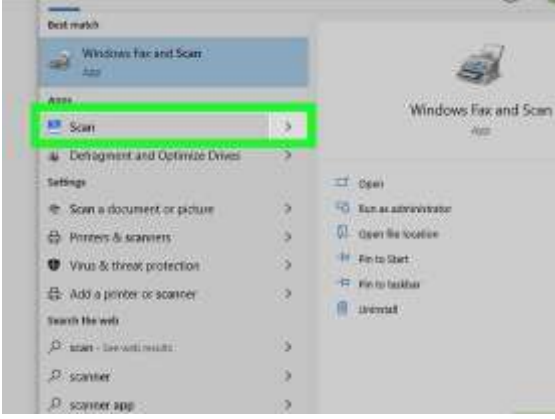 Best match
Windows Fax and Scan
App
Apps
Scan
Defragment and Optimize Drives
Settings
Scan a document or picture
Printers & scanners
Virus & threat protection
Add a printer or scanner
Search the web
scan - See web results
scanner
scanner app
Windows Fax and Scan
App
Open
Run as administrator
Open file location
Pin to Start
Pin to taskbar
Uninstall